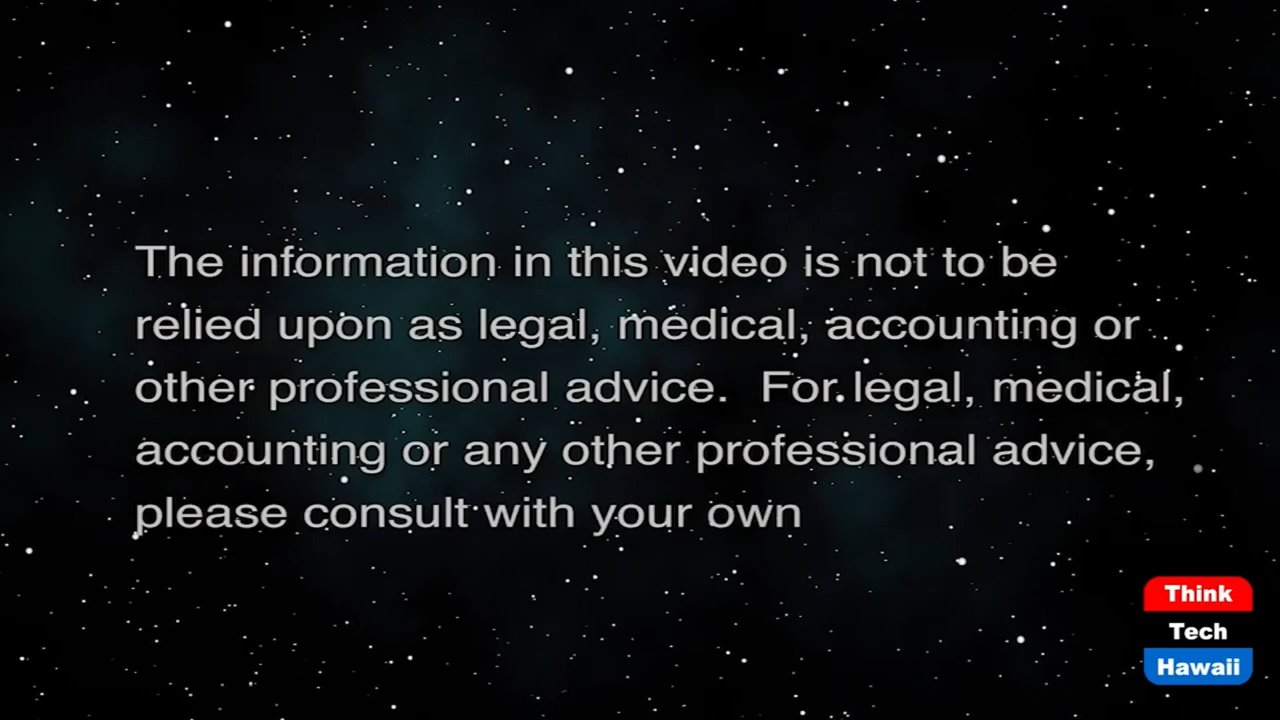 The information in this video is not to be
relied upon as legal, medical, accounting or
other professional advice.  For legal, medical,
accounting or any other professional advice,
please consult with your own
Think
Tech
Hawaii